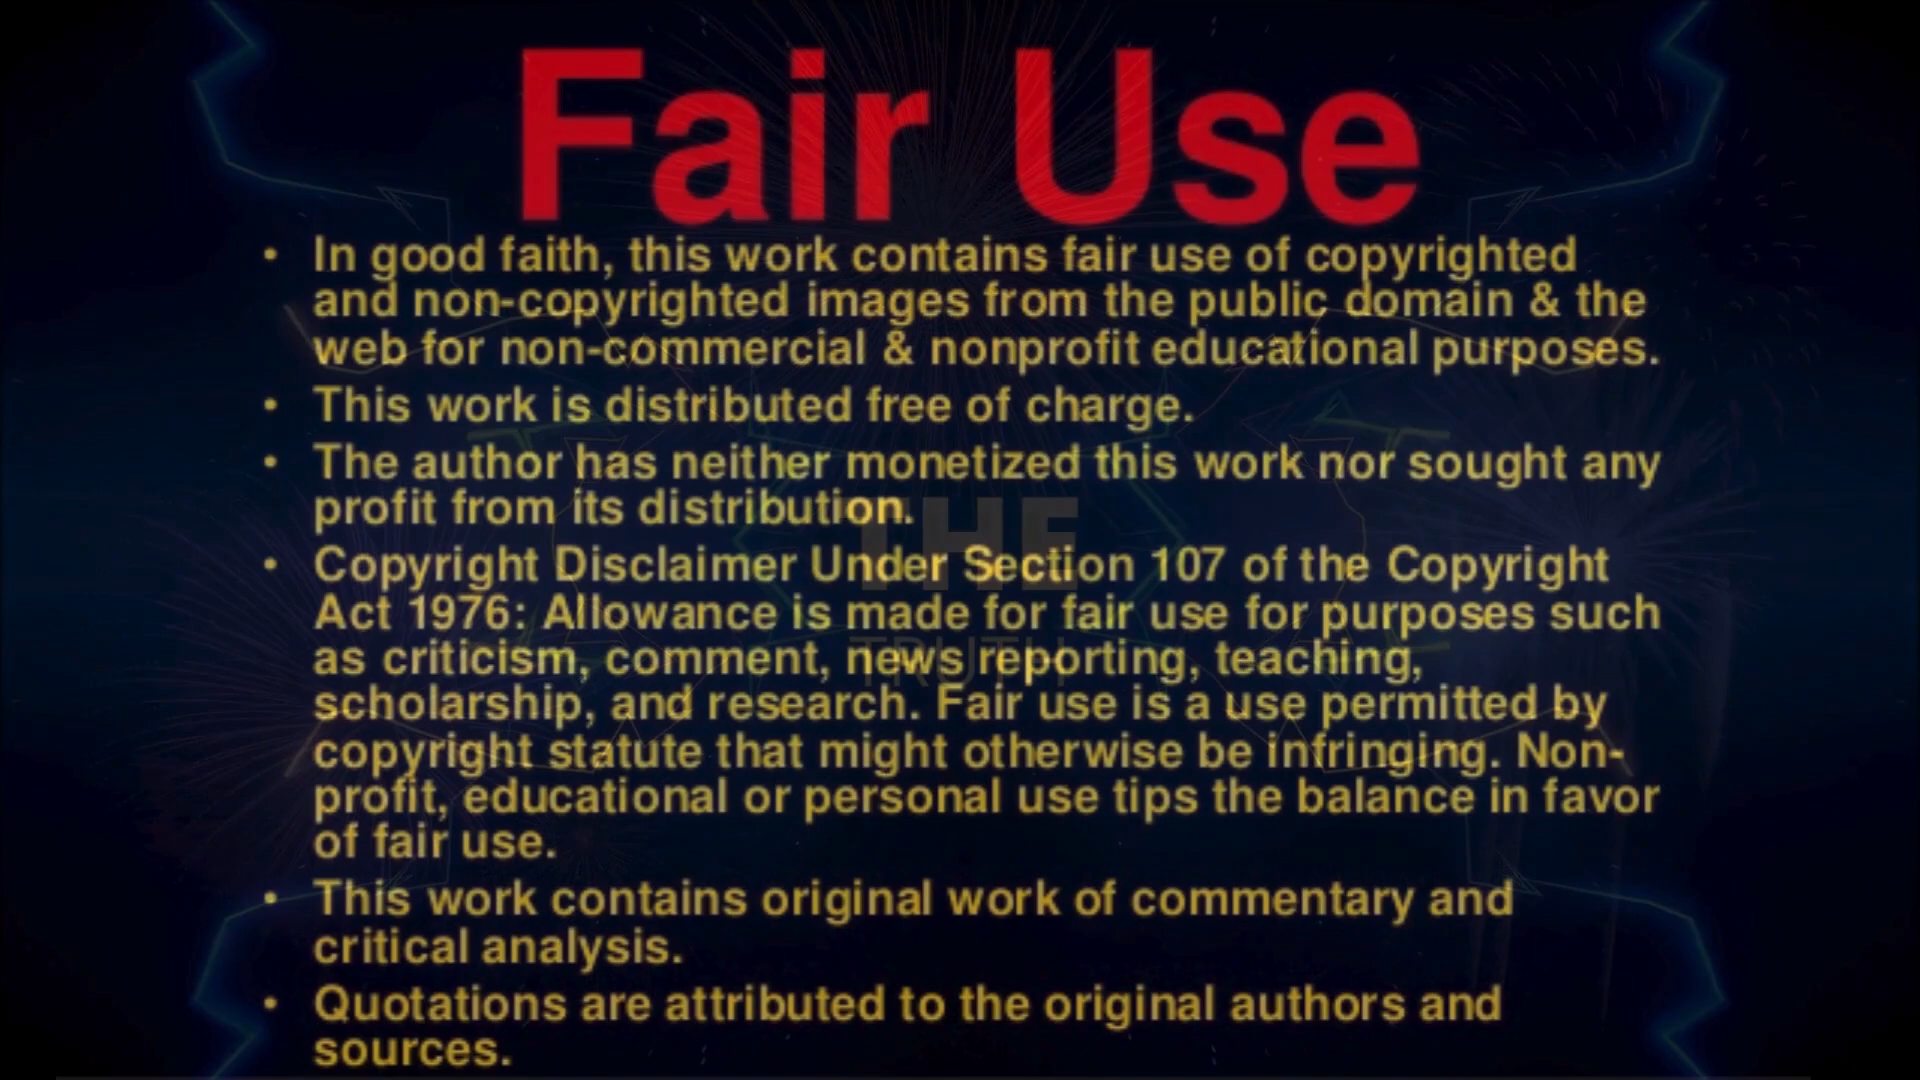 Fair Use
• In good faith, this work contains fair use of copyrighted
and non-copyrighted images from the public domain & the
web for non-commercial & nonprofit educational purposes.
• This work is distributed free of charge.
• The author has neither monetized this work nor sought any
profit from its distribution.
• Copyright Disclaimer Under Section 107 of the Copyright
Act 1976: Allowance is made for fair use for purposes such
as criticism, comment, news reporting, teaching,
scholarship, and research. Fair use is a use permitted by
copyright statute that might otherwise be infringing. Non-
profit, educational or personal use tips the balance in favor
of fair use.
• This work contains original work of commentary and
critical analysis.
• Quotations are attributed to the original authors and
sources.
THE
TRUTH